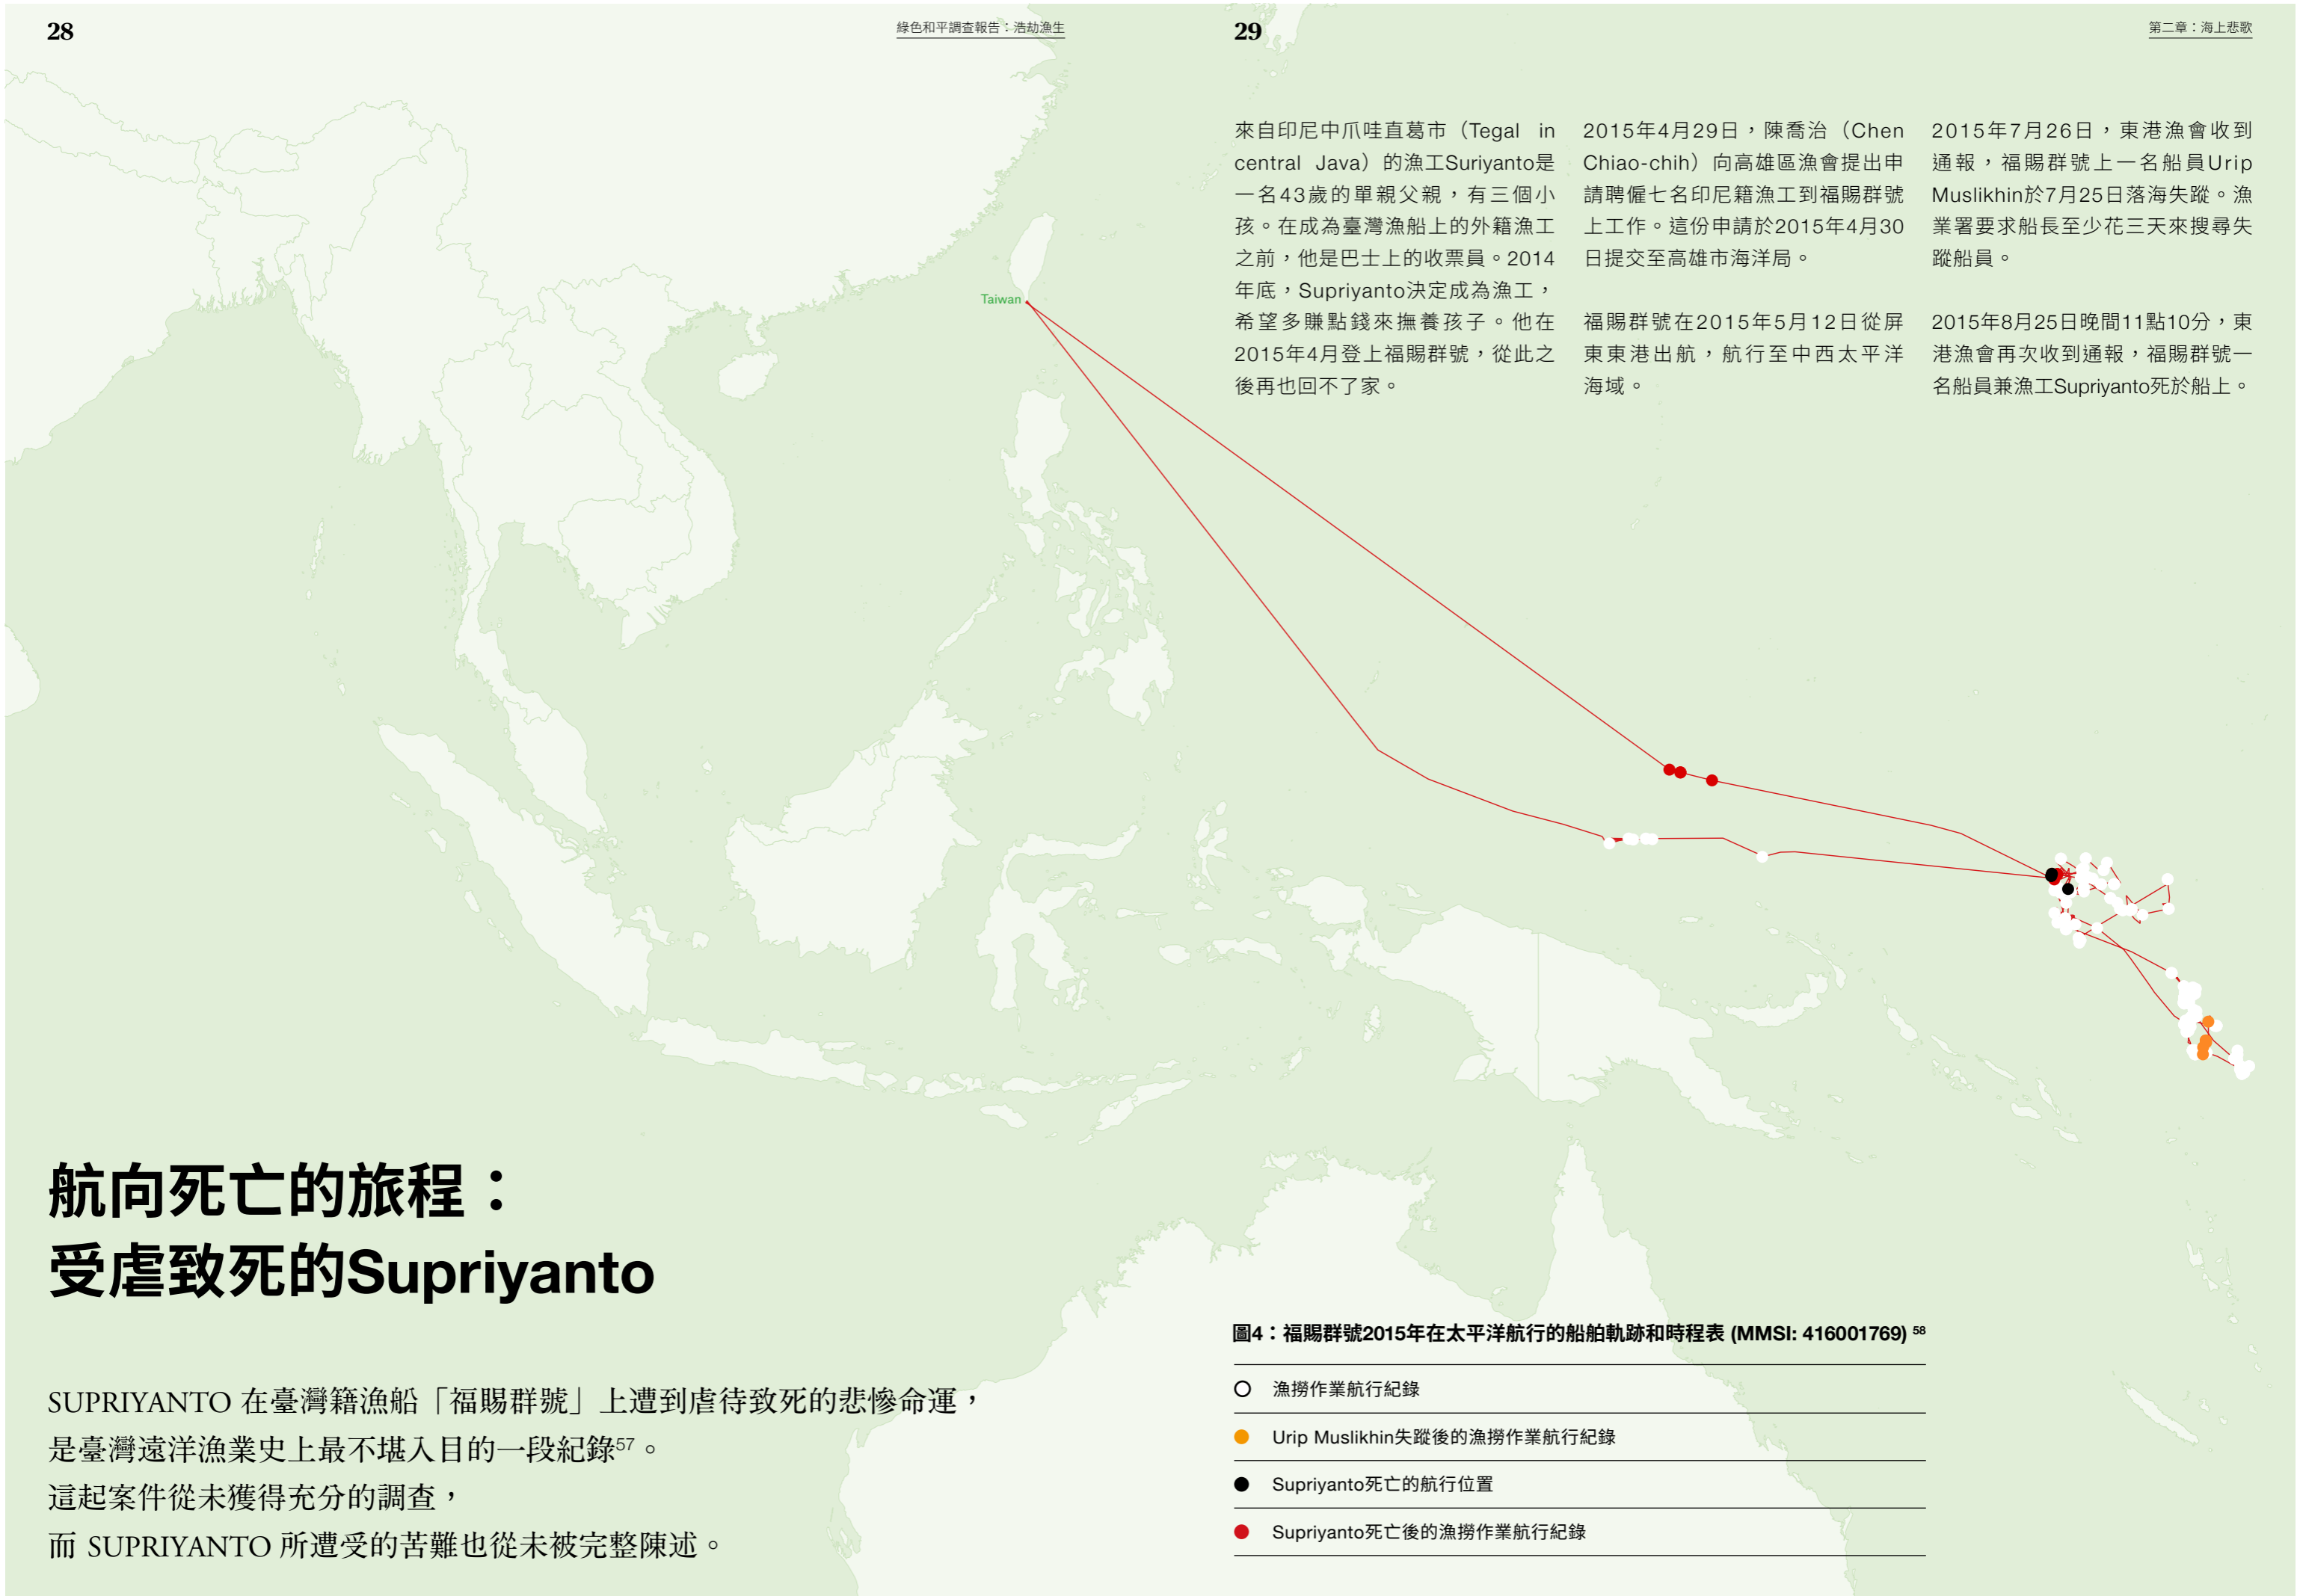 28
綠色和平調查報告：浩劫漁生
29
第二章：海上悲歌
來自印尼中爪哇直葛市（Tegal in
central Java）的漁工Suriyanto是
一名43歲的單親父親，有三個小
孩。在成為臺灣漁船上的外籍漁工
之前，他是巴士上的收票員。2014
年底，Supriyanto決定成為漁工，
希望多賺點錢來撫養孩子。他在
2015年4月登上福賜群號，從此之
後再也回不了家。
2015年4月29日，陳喬治（Chen
Chiao-chih）向高雄區漁會提出申
請聘僱七名印尼籍漁工到福賜群號
上工作。這份申請於2015年4月30
日提交至高雄市海洋局。
福賜群號在2015年5月12日從屏
東東港出航，航行至中西太平洋
海域。
2015年7月26日，東港漁會收到
通報，福賜群號上一名船員Urip
Muslikhin於7月25日落海失蹤。漁
業署要求船長至少花三天來搜尋失
蹤船員。
2015年8月25日晚間11點10分，東
港漁會再次收到通報，福賜群號一
名船員兼漁工Supriyanto死於船上。
Taiwan
航向死亡的旅程：
受虐致死的Supriyanto
SUPRIYANTO 在臺灣籍漁船「福賜群號」上遭到虐待致死的悲慘命運，
是臺灣遠洋漁業史上最不堪入目的一段紀錄57。
這起案件從未獲得充分的調查，
而 SUPRIYANTO 所遭受的苦難也從未被完整陳述。
圖4：福賜群號2015年在太平洋航行的船舶軌跡和時程表 (MMSI: 416001769) 58
漁撈作業航行紀錄
Urip Muslikhin失蹤後的漁撈作業航行紀錄
Supriyanto死亡的航行位置
Supriyanto死亡後的漁撈作業航行紀錄